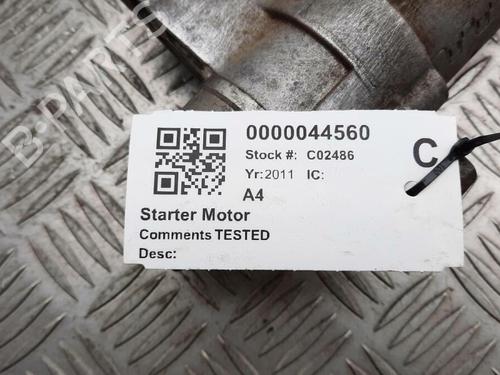 B-PARTS
0000044560
Stock #: C02486
C
Yr:2011 IC:
A4
Starter Motor
Comments TESTED
Desc: